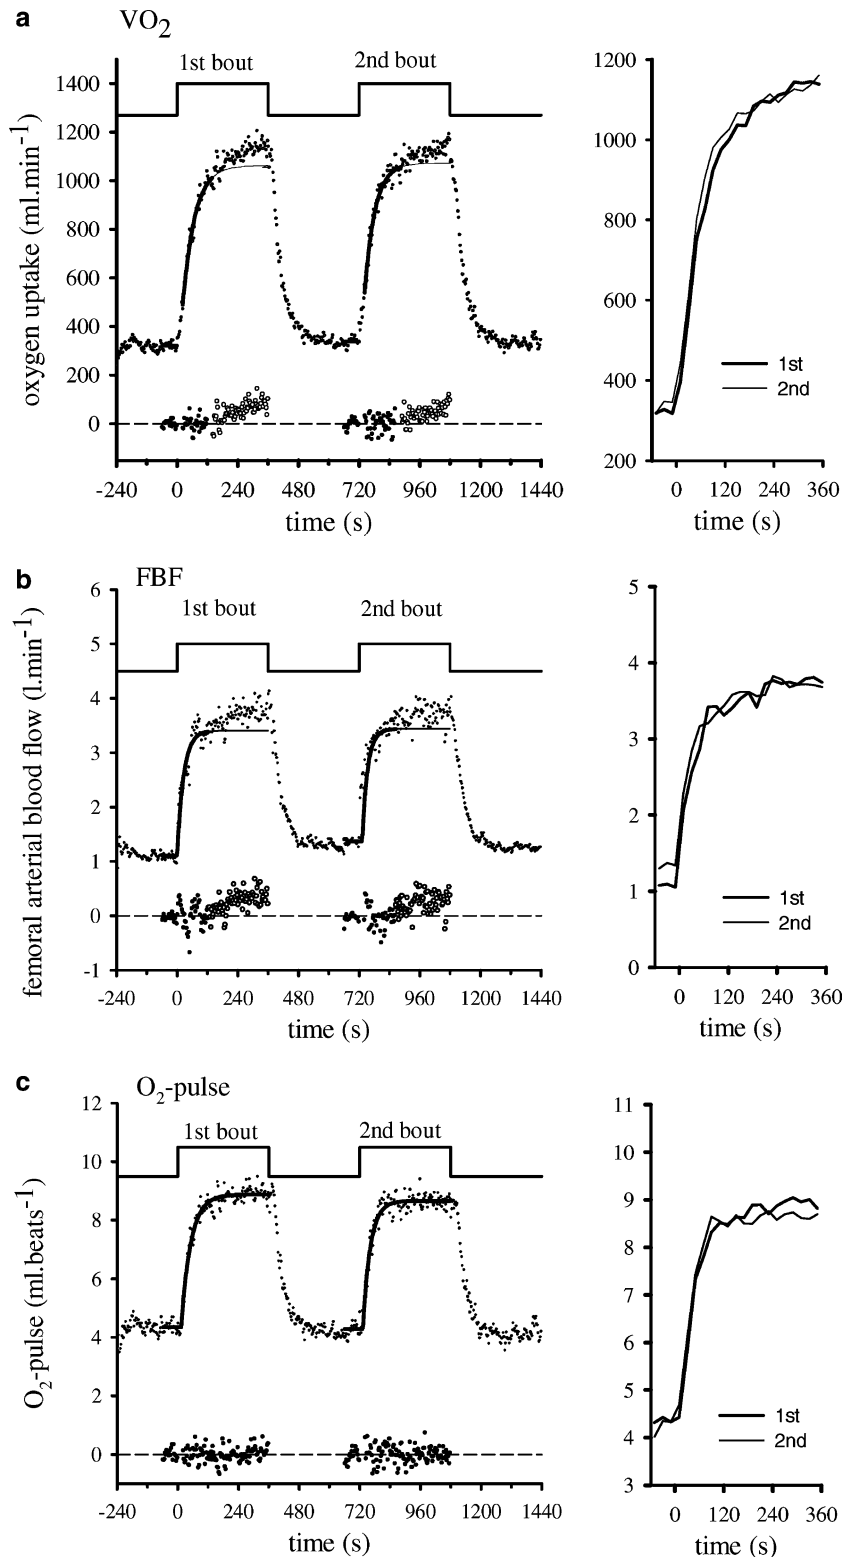 a
VO2
1st bout
2nd bout
oxygen uptake (ml.min-1)
1400
1200
1000
800
600
400
200
0
-240 0 240 480 720 960 1200 1440
time (s)
1200
1000
800
600
400
200
1st
2nd
0 120 240 360
time (s)
b
FBF
1st bout
2nd bout
femoral arterial blood flow (l.min-1)
6
5
4
3
2
1
0
-1
-240 0 240 480 720 960 1200 1440
time (s)
5
4
3
2
1
0
1st
2nd
0 120 240 360
time (s)
c
O2-pulse
1st bout
2nd bout
O2-pulse (ml.beats-1)
12
10
8
6
4
2
0
-240 0 240 480 720 960 1200 1440
time (s)
11
10
9
8
7
6
5
4
3
1st
2nd
0 120 240 360
time (s)